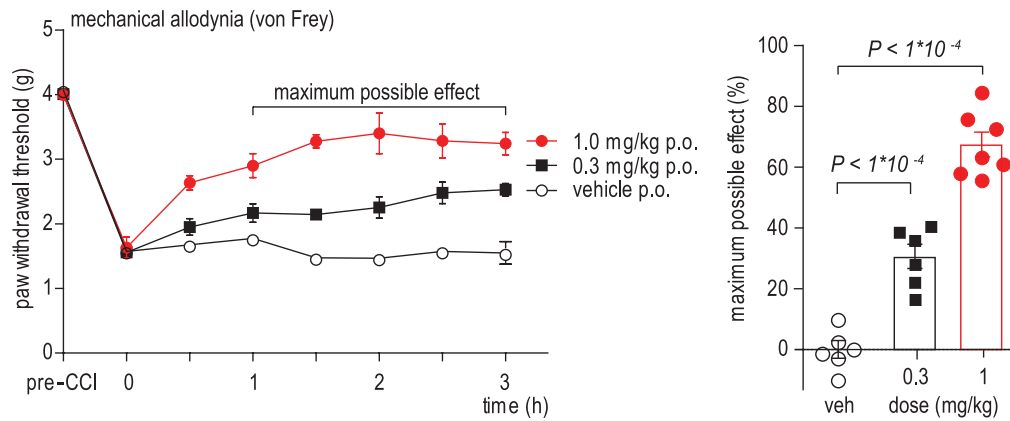 mechanical allodynia (von Frey)
paw withdrawal threshold (g)
5
4
3
2
1
0
maximum possible effect
1.0 mg/kg p.o.
0.3 mg/kg p.o.
vehicle p.o.
pre-CCI 0 1 2 3
time (h)
maximum possible effect (%)
100
80
60
40
20
0
P < 1*10 -4
P < 1*10 -4
0.3 1
veh dose (mg/kg)